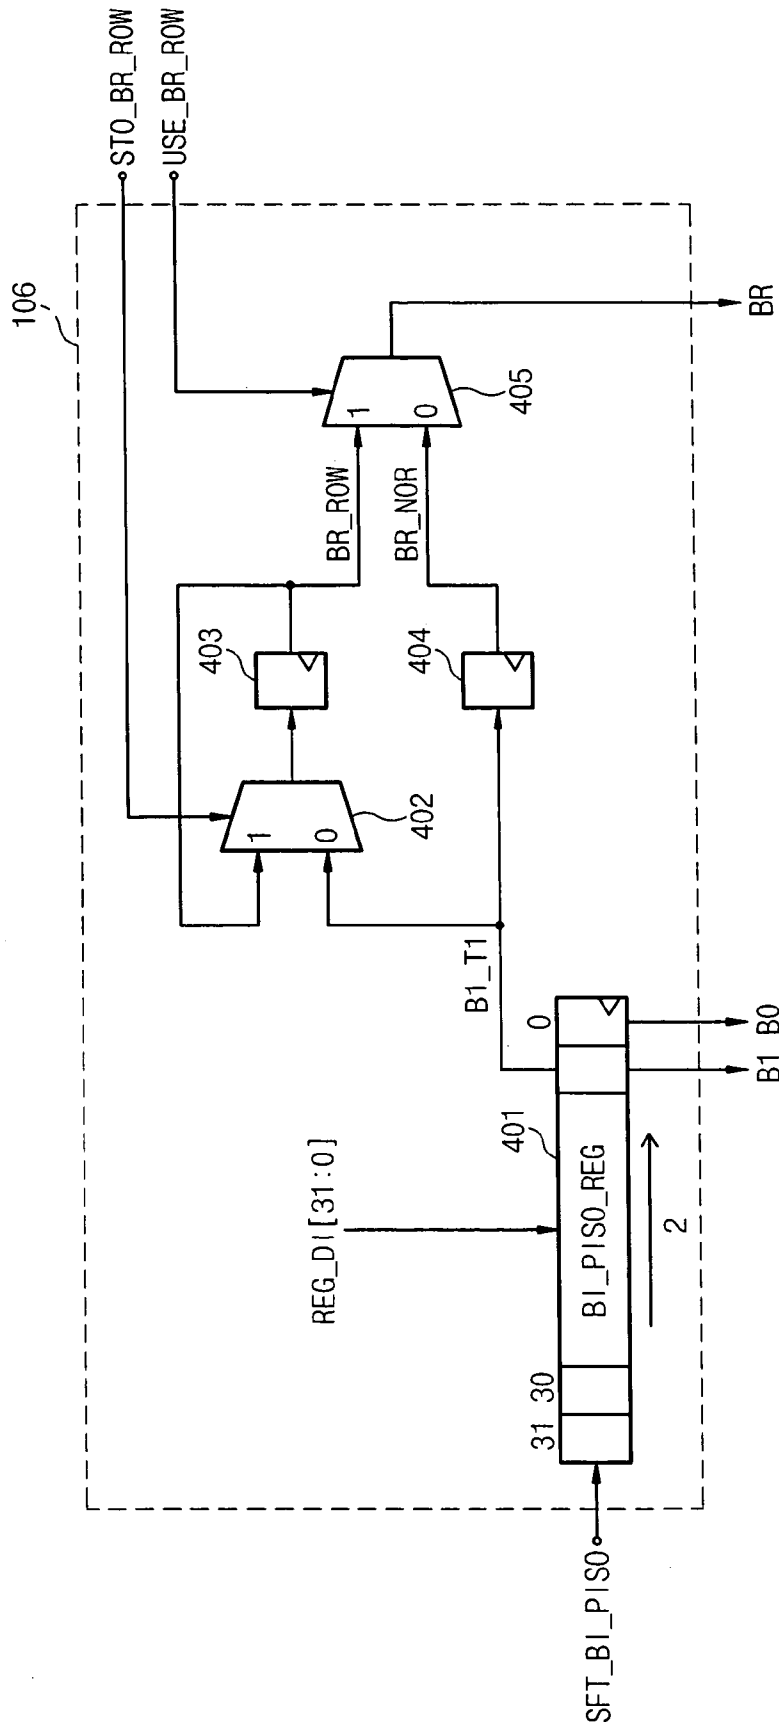 106
STO_BR_ROW
USE_BR_ROW
1
0
405
BR
BR_ROW
BR_NOR
403
404
1
0
402
B1_T1
REG_DI[31:0]
31 30
BI_PISO_REG
401
0
2
B1 B0
SFT_BI_PISO